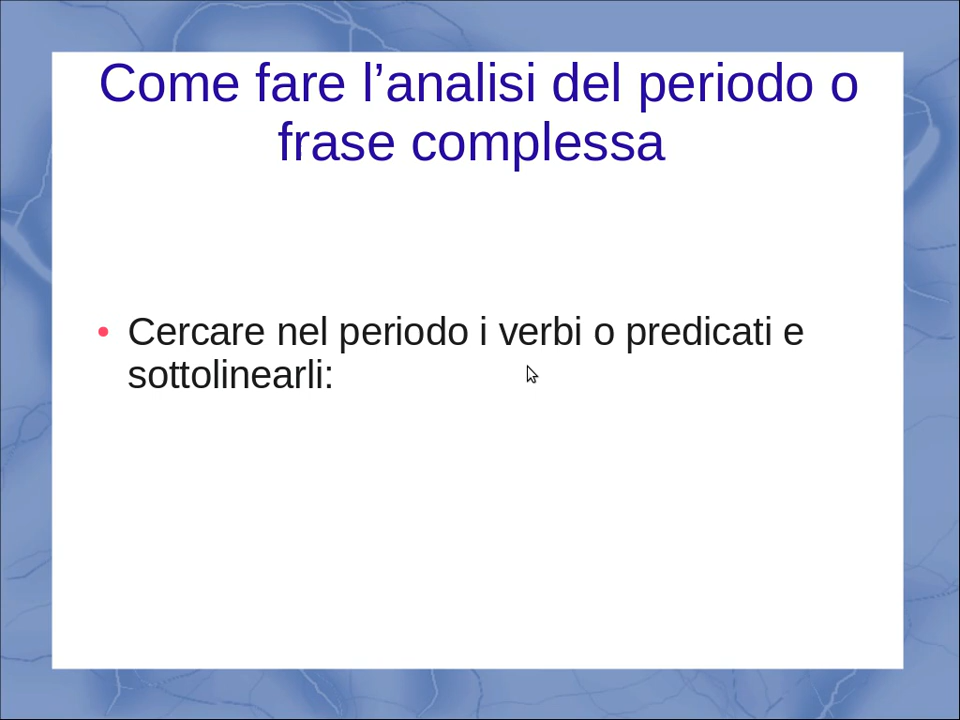 Come fare l’analisi del periodo o
frase complessa
• Cercare nel periodo i verbi o predicati e
sottolinearli: